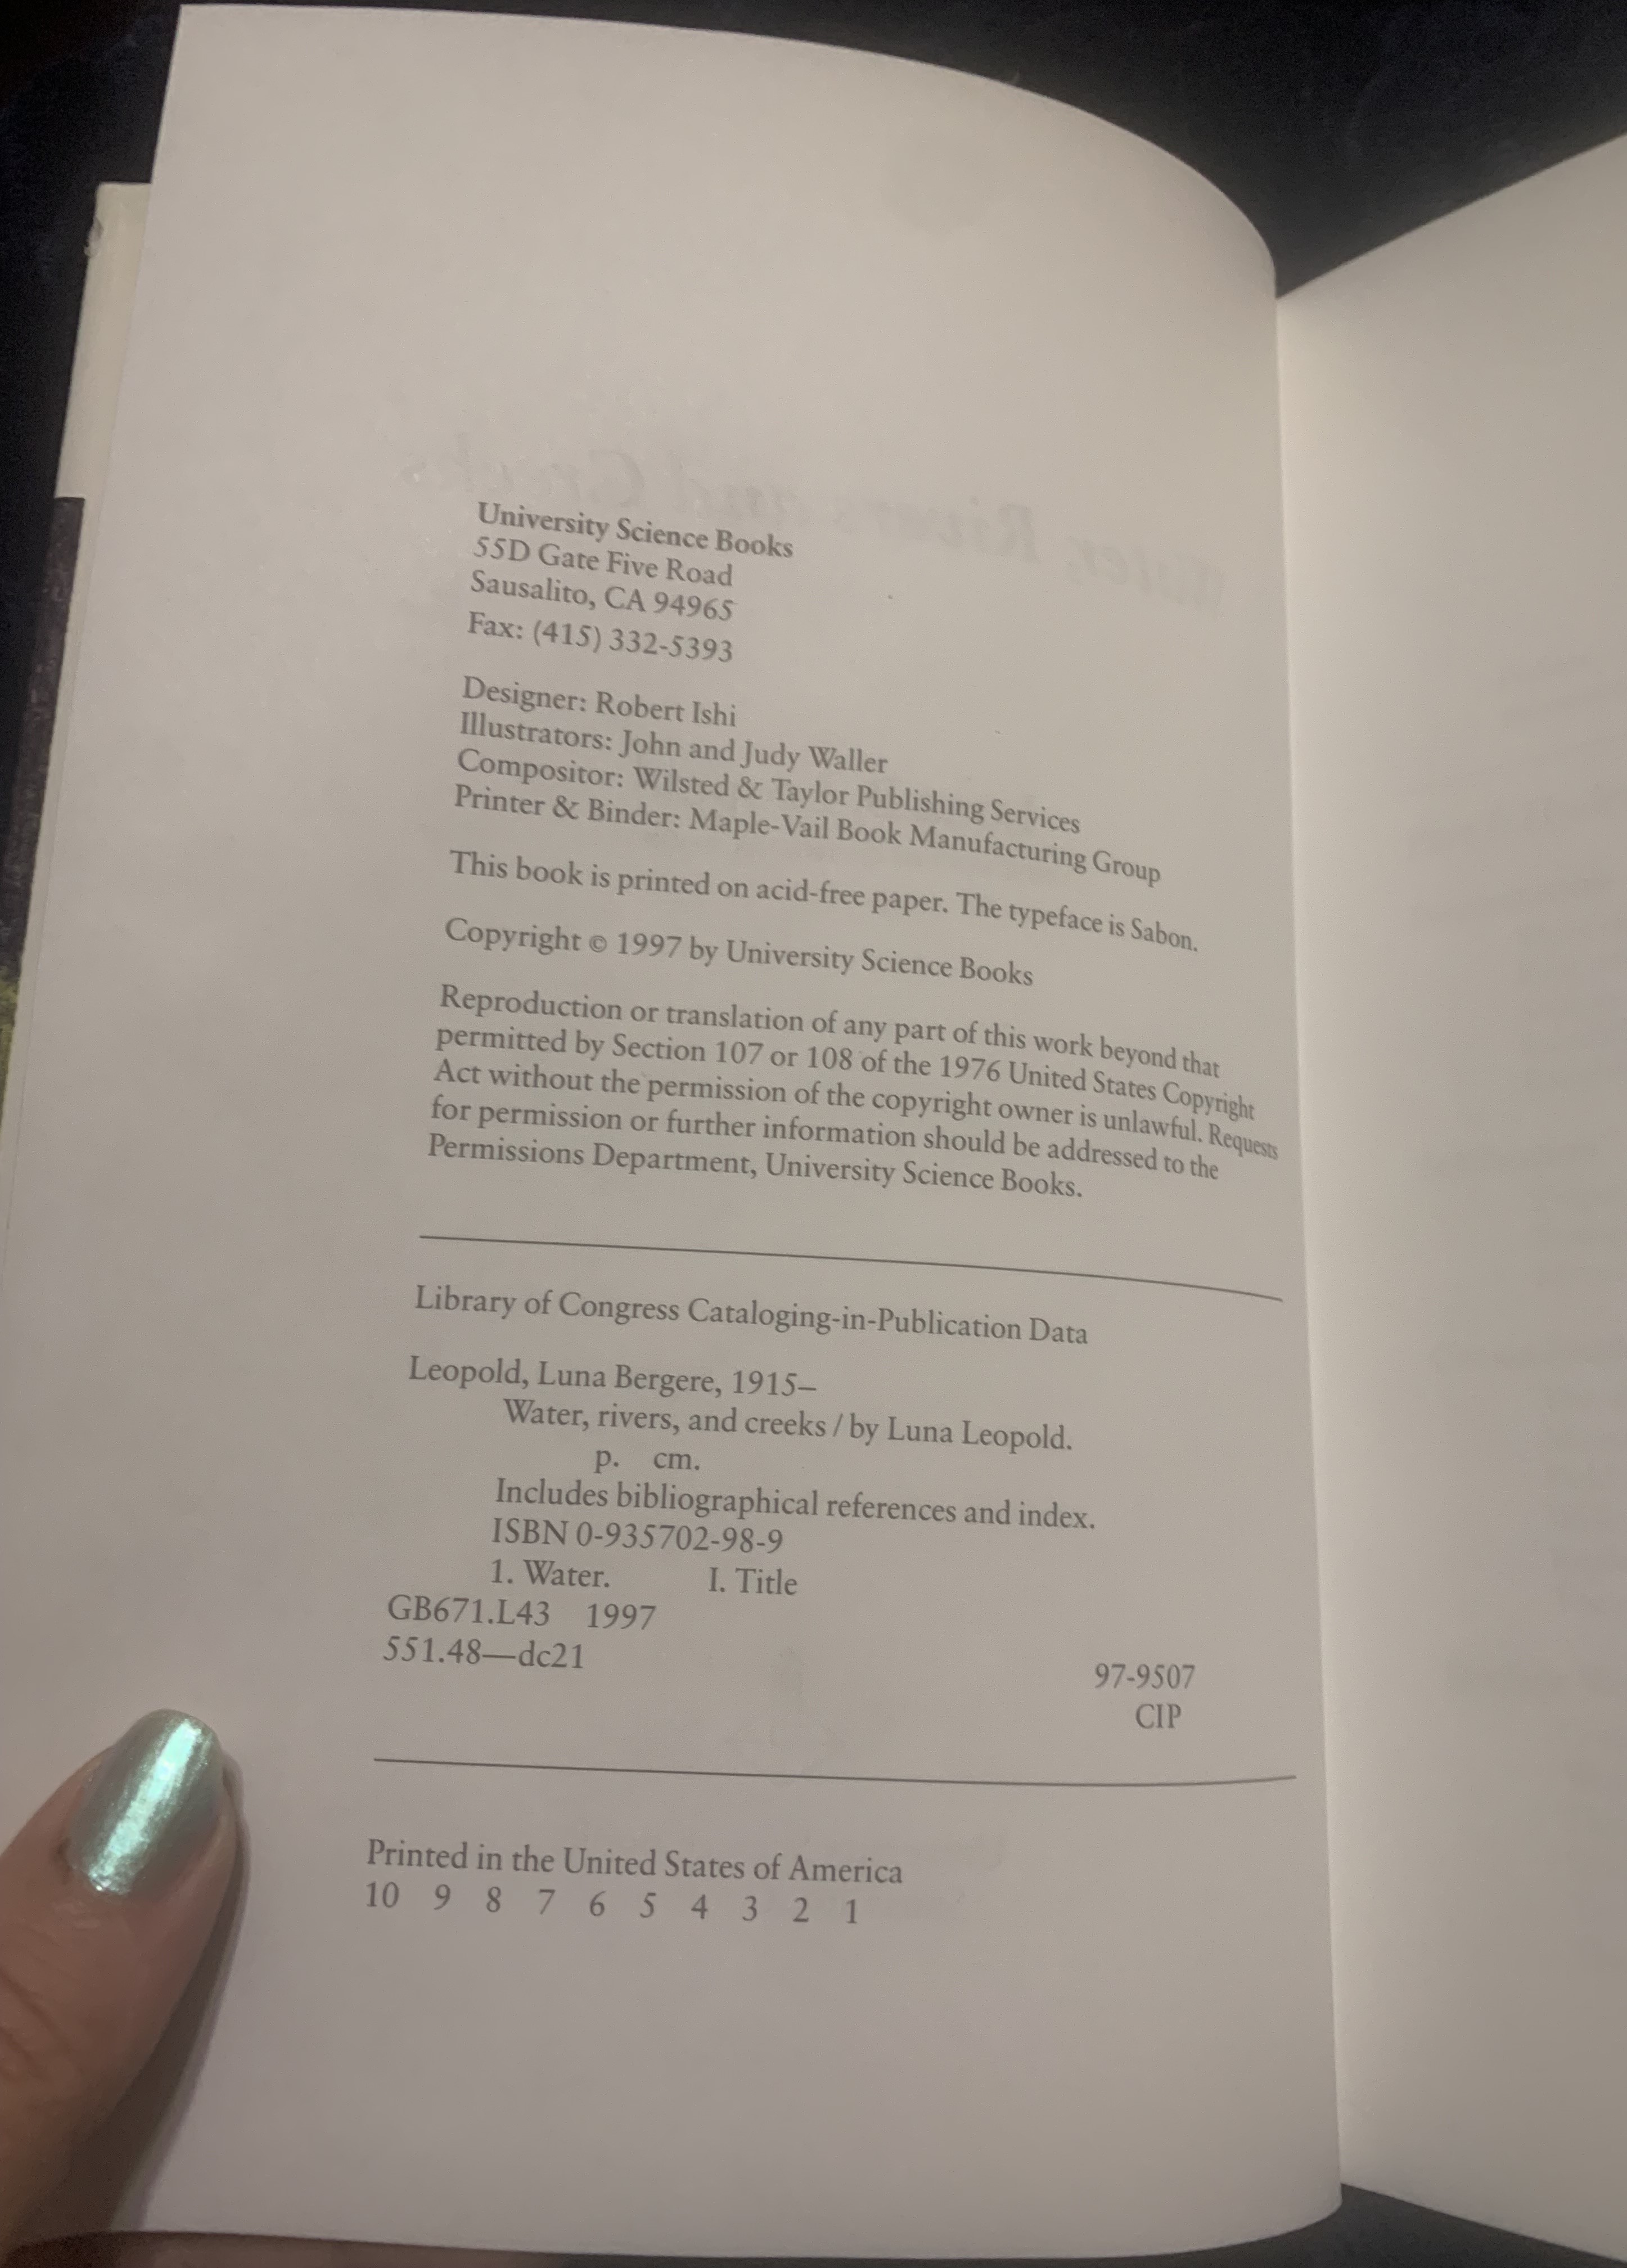 University Science Books
55D Gate Five Road
Sausalito, CA 94965
Fax: (415) 332-5393
Designer: Robert Ishi
Illustrators: John and Judy Waller
Compositor: Wilsted & Taylor Publishing Services
Printer & Binder: Maple-Vail Book Manufacturing Group
This book is printed on acid-free paper. The typeface is Sabon.
Copyright © 1997 by University Science Books
Reproduction or translation of any part of this work beyond that
permitted by Section 107 or 108 of the 1976 United States Copyright
Act without the permission of the copyright owner is unlawful. Requests
for permission or further information should be addressed to the
Permissions Department, University Science Books.
Library of Congress Cataloging-in-Publication Data
Leopold, Luna Bergere, 1915–
Water, rivers, and creeks / by Luna Leopold.
p. cm.
Includes bibliographical references and index.
ISBN 0-935702-98-9
1. Water. I. Title
GB671.L43 1997
551.48—dc21
97-9507
CIP
Printed in the United States of America
10 9 8 7 6 5 4 3 2 1